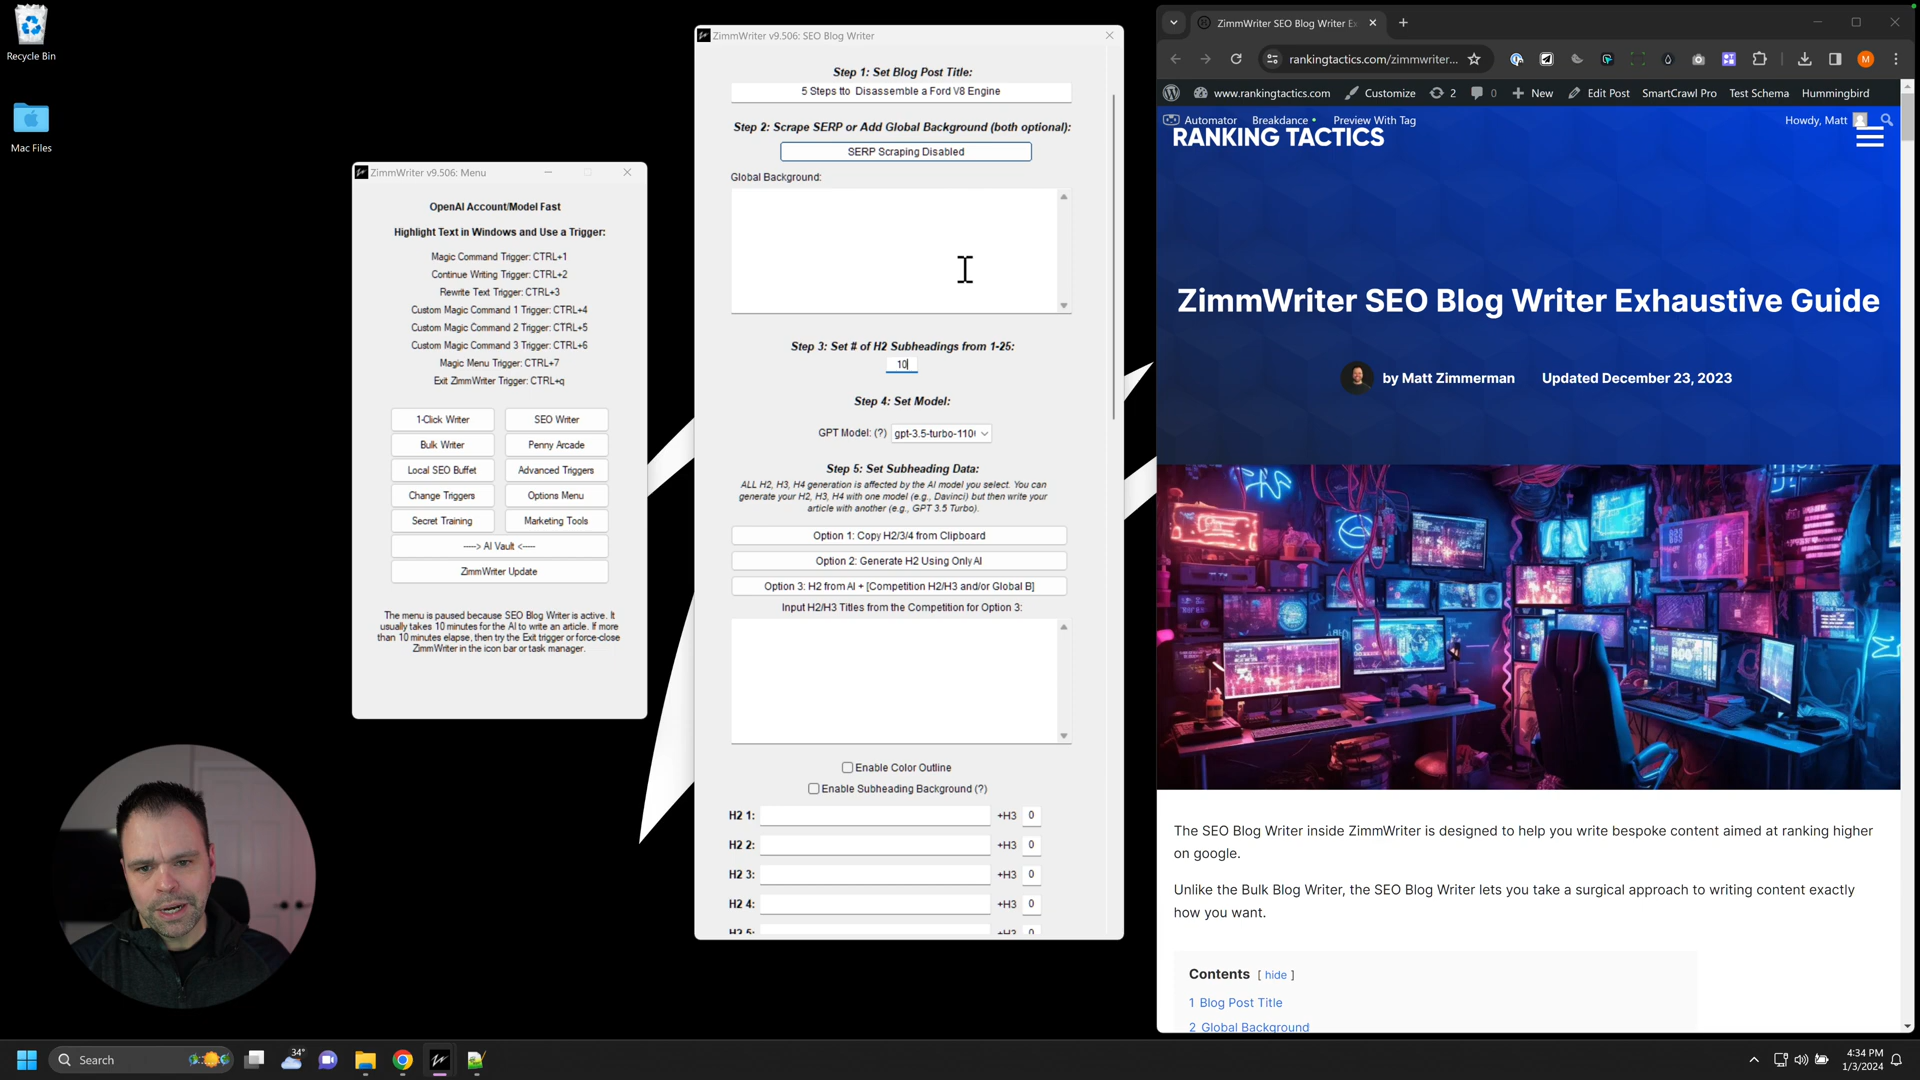 Recycle Bin
Mac Files
ZimmWriter v9.506: Menu
OpenAI Account/Model Fast
Highlight Text in Windows and Use a Trigger:
Magic Command Trigger: CTRL+1
Continue Writing Trigger: CTRL+2
Rewrite Text Trigger: CTRL+3
Custom Magic Command 1 Trigger: CTRL+4
Custom Magic Command 2 Trigger: CTRL+5
Custom Magic Command 3 Trigger: CTRL+6
Magic Menu Trigger: CTRL+7
Exit ZimmWriter Trigger: CTRL+q
1-Click Writer
SEO Writer
Bulk Writer
Penny Arcade
Local SEO Buffet
Advanced Triggers
Change Triggers
Options Menu
Secret Training
Marketing Tools
----> AI Vault <----
ZimmWriter Update
The menu is paused because SEO Blog Writer is active. It
usually takes 10 minutes for the AI to write an article. If more
than 10 minutes elapse, then try the Exit trigger or force-close
ZimmWriter in the icon bar or task manager.
ZimmWriter v9.506: SEO Blog Writer
Step 1: Set Blog Post Title:
5 Steps tto Disassemble a Ford V8 Engine
Step 2: Scrape SERP or Add Global Background (both optional):
SERP Scraping Disabled
Global Background:
Step 3: Set # of H2 Subheadings from 1-25:
10
Step 4: Set Model:
GPT Model: (?) gpt-3.5-turbo-110
Step 5: Set Subheading Data:
ALL H2, H3, H4 generation is affected by the AI model you select. You can
generate your H2, H3, H4 with one model (e.g., Davinci) but then write your
article with another (e.g., GPT 3.5 Turbo).
Option 1: Copy H2/3/4 from Clipboard
Option 2: Generate H2 Using Only AI
Option 3: H2 from AI + [Competition H2/H3 and/or Global B]
Input H2/H3 Titles from the Competition for Option 3:
Enable Color Outline
Enable Subheading Background (?)
H2 1: +H3 0
H2 2: +H3 0
H2 3: +H3 0
H2 4: +H3 0
H2 5: +H3 0
ZimmWriter SEO Blog Writer E
rankingtactics.com/zimmwriter...
www.rankingtactics.com Customize 2 0 New Edit Post SmartCrawl Pro Test Schema Hummingbird
Automator Breakdance Preview With Tag Howdy, Matt
RANKING TACTICS
ZimmWriter SEO Blog Writer Exhaustive Guide
by Matt Zimmerman Updated December 23, 2023
The SEO Blog Writer inside ZimmWriter is designed to help you write bespoke content aimed at ranking higher
on google.
Unlike the Bulk Blog Writer, the SEO Blog Writer lets you take a surgical approach to writing content exactly
how you want.
Contents [ hide ]
1 Blog Post Title
2 Global Background
Search
34°
4:34 PM
1/3/2024